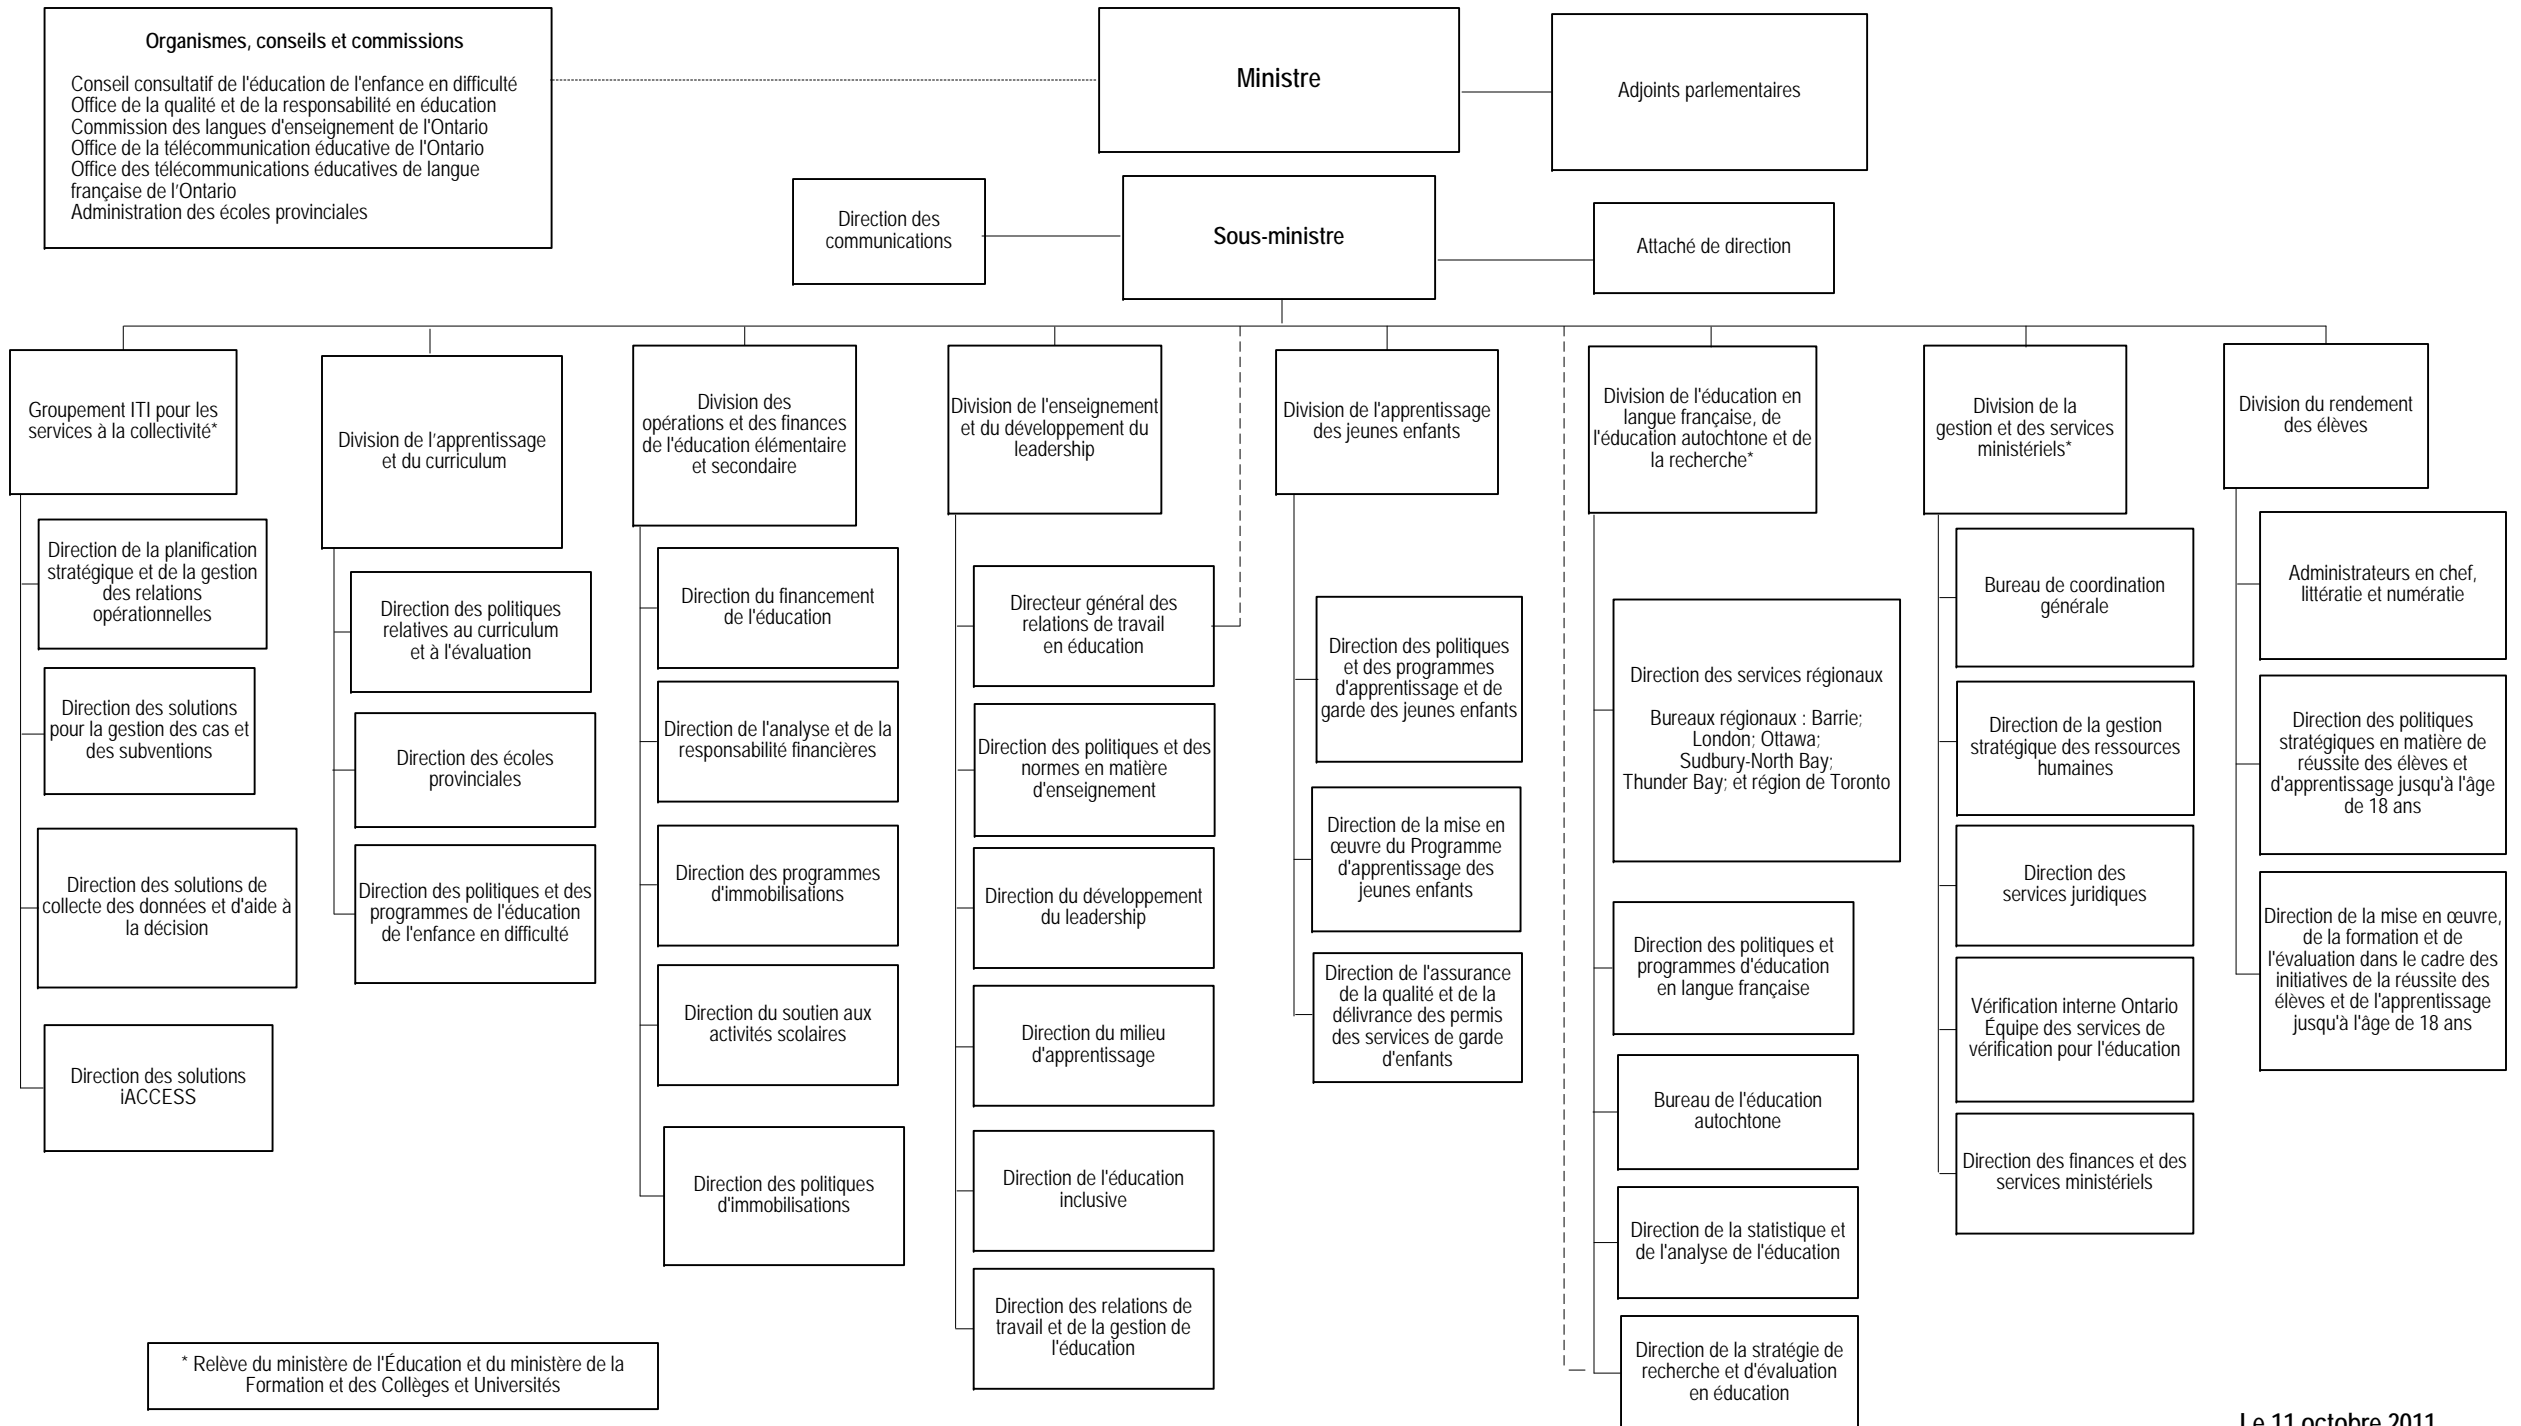 Organismes, conseils et commissions
Conseil consultatif de l'éducation de l'enfance en difficulté
Office de la qualité et de la responsabilité en éducation
Commission des langues d'enseignement de l'Ontario
Office de la télécommunication éducative de l'Ontario
Office des télécommunications éducatives de langue
française de l'Ontario
Administration des écoles provinciales
Ministre
Adjoints parlementaires
Direction des
communications
Sous-ministre
Attaché de direction
Groupement ITI pour les
services à la collectivité*
Direction de la planification
stratégique et de la gestion
des relations
opérationnelles
Direction des solutions
pour la gestion des cas et
des subventions
Direction des solutions de
collecte des données et d'aide à
la décision
Direction des solutions
iACCESS
Division de l'apprentissage
et du curriculum
Direction des politiques
relatives au curriculum
et à l'évaluation
Direction des écoles
provinciales
Direction des politiques et des
programmes de l'éducation
de l'enfance en difficulté
Division des
opérations et des finances
de l'éducation élémentaire
et secondaire
Direction du financement
de l'éducation
Direction de l'analyse et de la
responsabilité financières
Direction des programmes
d'immobilisations
Direction du soutien aux
activités scolaires
Direction des politiques
d'immobilisations
Division de l'enseignement
et du développement du
leadership
Directeur général des
relations de travail
en éducation
Direction des politiques et des
normes en matière
d'enseignement
Direction du développement
du leadership
Direction du milieu
d'apprentissage
Direction de l'éducation
inclusive
Direction des relations de
travail et de la gestion de
l'éducation
Division de l'apprentissage
des jeunes enfants
Direction des politiques
et des programmes
d'apprentissage et de
garde des jeunes enfants
Direction de la mise en
œuvre du Programme
d'apprentissage des
jeunes enfants
Direction de l'assurance
de la qualité et de la
délivrance des permis
des services de garde
d'enfants
Division de l'éducation en
langue française, de
l'éducation autochtone et de
la recherche*
Direction des services régionaux
Bureaux régionaux : Barrie;
London; Ottawa;
Sudbury-North Bay;
Thunder Bay; et région de Toronto
Direction des politiques et
programmes d'éducation
en langue française
Bureau de l'éducation
autochtone
Direction de la statistique et
de l'analyse de l'éducation
Direction de la stratégie de
recherche et d'évaluation
en éducation
Division de la
gestion et des services
ministériels*
Bureau de coordination
générale
Direction de la gestion
stratégique des ressources
humaines
Direction des
services juridiques
Vérification interne Ontario
Équipe des services de
vérification pour l'éducation
Direction des finances et des
services ministériels
Division du rendement
des élèves
Administrateurs en chef,
littératie et numératie
Direction des politiques
stratégiques en matière de
réussite des élèves et
d'apprentissage jusqu'à l'âge
de 18 ans
Direction de la mise en œuvre,
de la formation et de
l'évaluation dans le cadre des
initiatives de la réussite des
élèves et de l'apprentissage
jusqu'à l'âge de 18 ans
* Relève du ministère de l'Éducation et du ministère de la
Formation et des Collèges et Universités
Le 11 octobre 2011